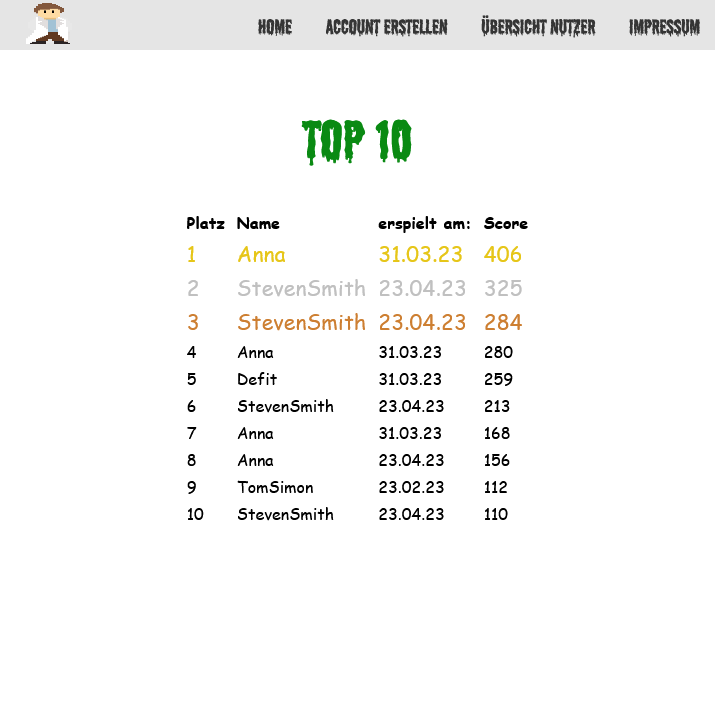 HOME ACCOUNT ERSTELLEN ÜBERSICHT NUTZER IMPRESSUM
TOP 10
Platz Name erspielt am: Score
1 Anna 31.03.23 406
2 StevenSmith 23.04.23 325
3 StevenSmith 23.04.23 284
4 Anna 31.03.23 280
5 Defit 31.03.23 259
6 StevenSmith 23.04.23 213
7 Anna 31.03.23 168
8 Anna 23.04.23 156
9 TomSimon 23.02.23 112
10 StevenSmith 23.04.23 110